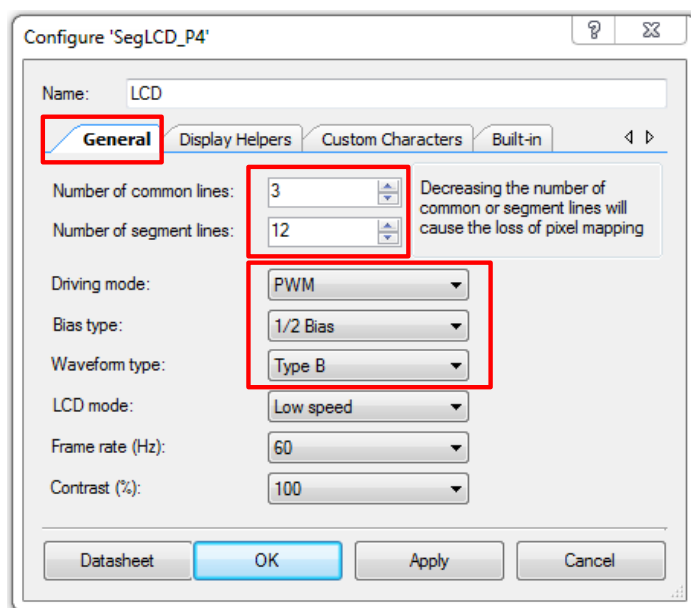 Configure 'SegLCD_P4'
Name: LCD
General Display Helpers Custom Characters Built-in
Number of common lines: 3
Number of segment lines: 12
Decreasing the number of
common or segment lines will
cause the loss of pixel mapping
Driving mode: PWM
Bias type: 1/2 Bias
Waveform type: Type B
LCD mode: Low speed
Frame rate (Hz): 60
Contrast (%): 100
Datasheet OK Apply Cancel